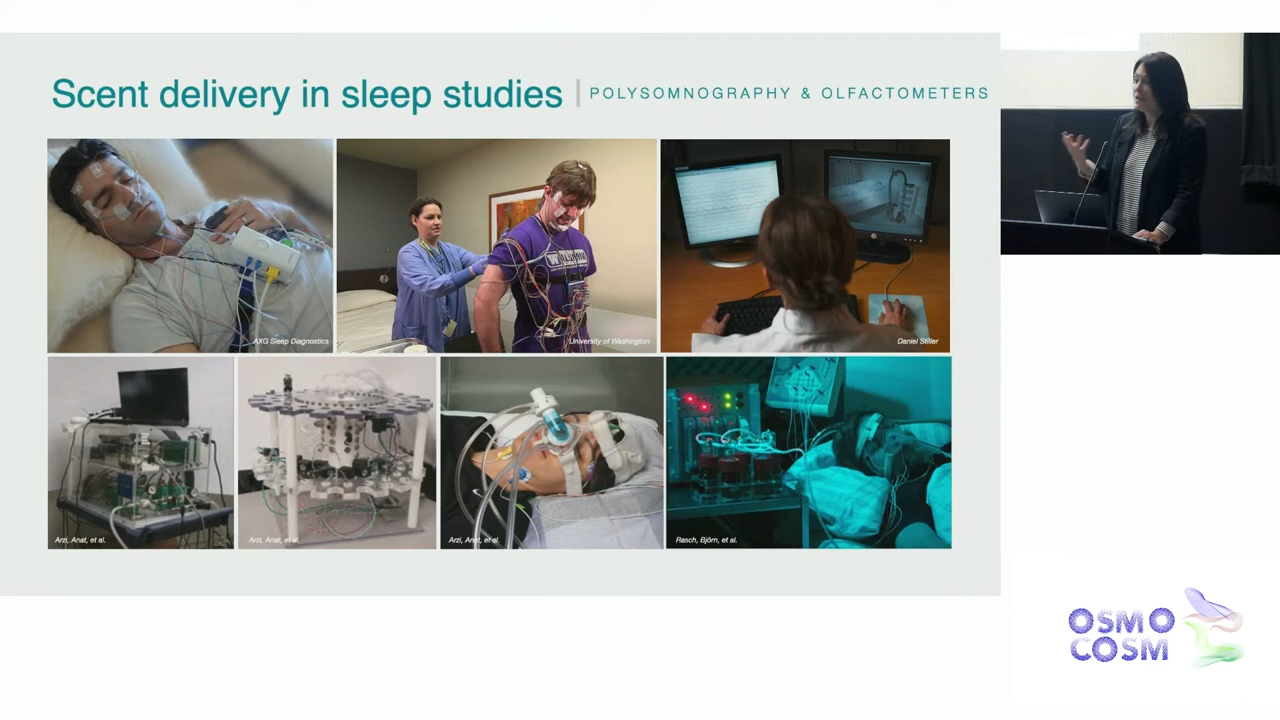 Scent delivery in sleep studies | POLYSOMNOGRAPHY & OLFACTOMETERS
AXG Sleep Diagnostics
University of Washington
Daniel Stiller
Arzi, Anat, et al.
Arzi, Anat, et al.
Arzi, Anat, et al.
Rasch, Björn, et al.
OSMO
COSM